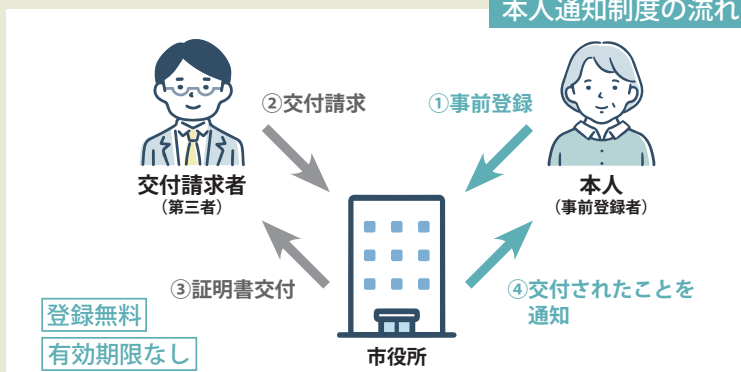 本人通知制度の流れ
②交付請求
①事前登録
交付請求者
（第三者）
本人
（事前登録者）
③証明書交付
④交付されたことを
通知
登録無料
有効期限なし
市役所